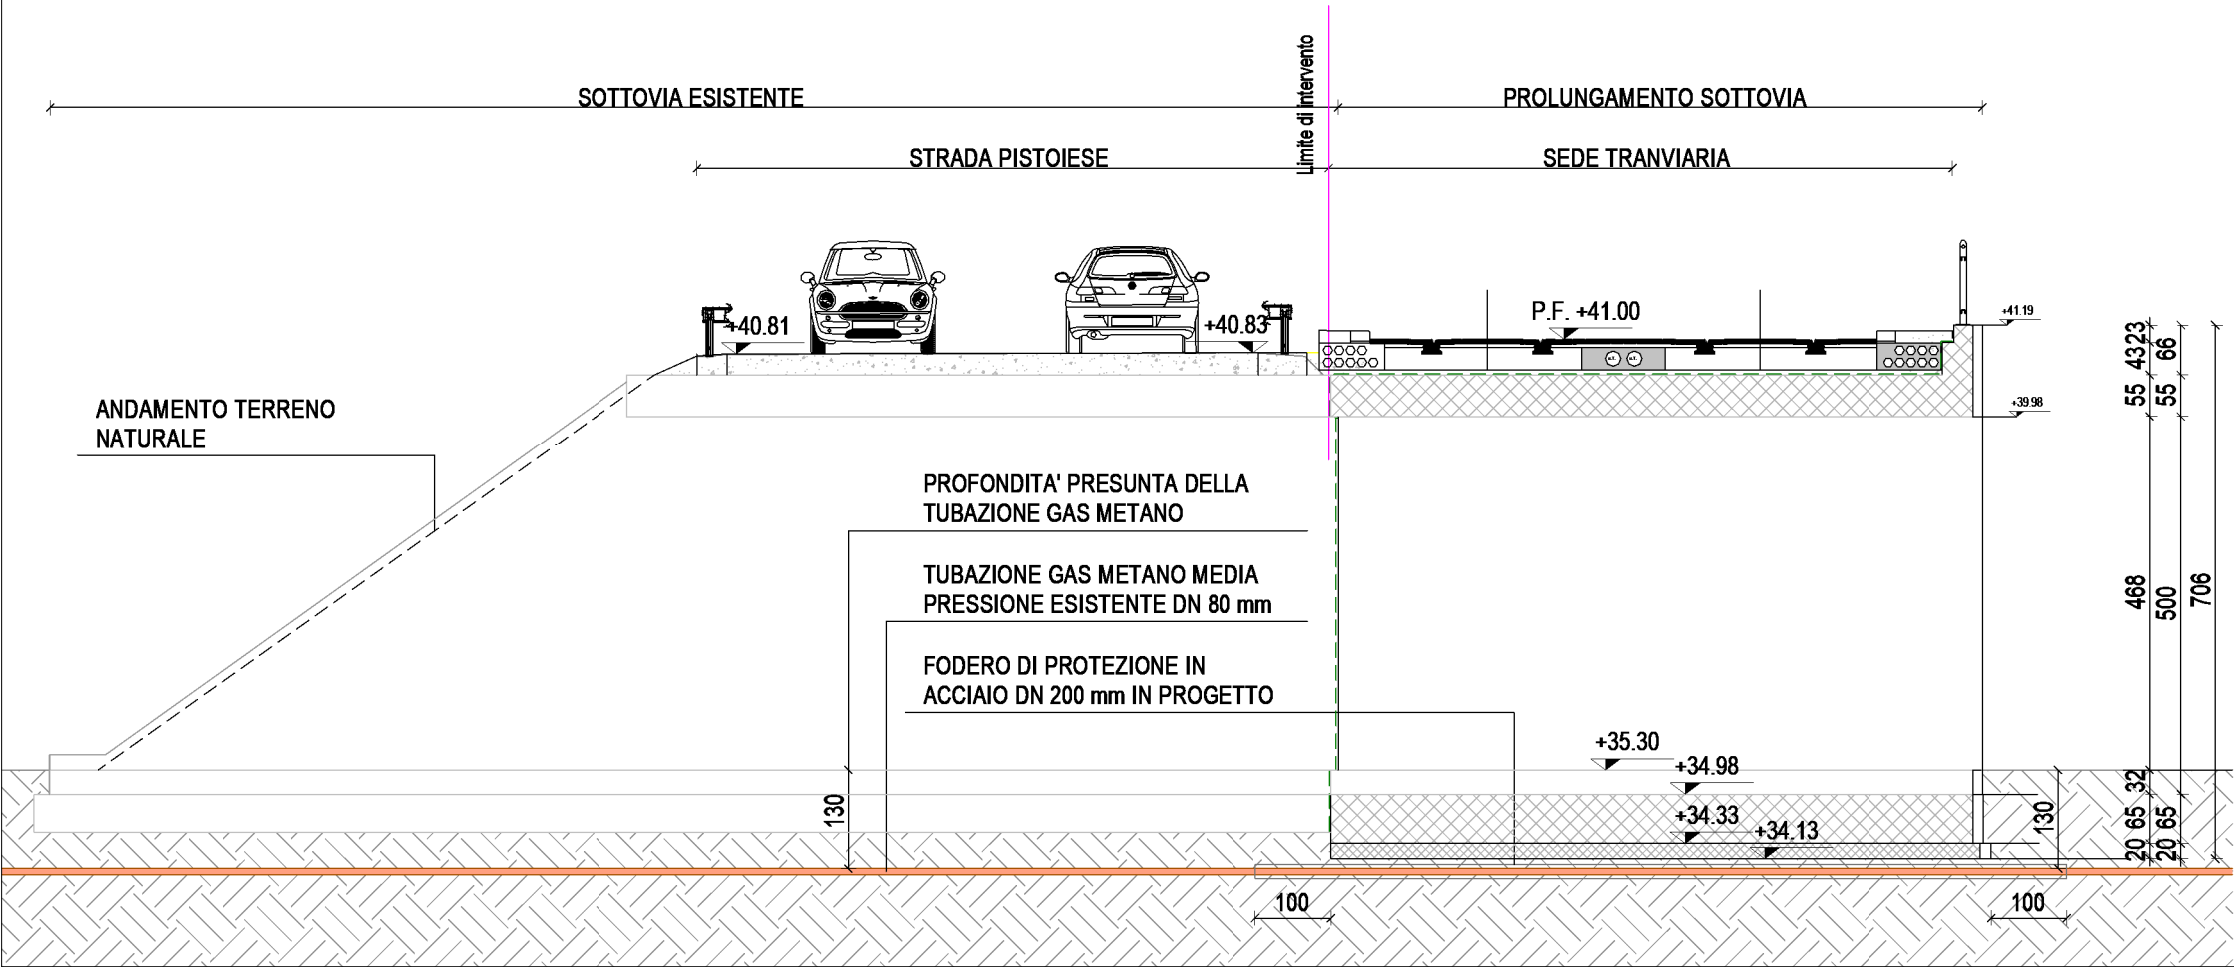 SOTTOVIA ESISTENTE
Limite di intervento
PROLUNGAMENTO SOTTOVIA
STRADA PISTOIESE
SEDE TRANVIARIA
+40.81
+40.83
P.F. +41.00
+41.19
+39.98
ANDAMENTO TERRENO
NATURALE
PROFONDITA' PRESUNTA DELLA
TUBAZIONE GAS METANO
TUBAZIONE GAS METANO MEDIA
PRESSIONE ESISTENTE DN 80 mm
FODERO DI PROTEZIONE IN
ACCIAIO DN 200 mm IN PROGETTO
+35.30
+34.98
+34.33
+34.13
130
130
100
100
20 65 32 468 55 43 23
20 65 500 55 66
706